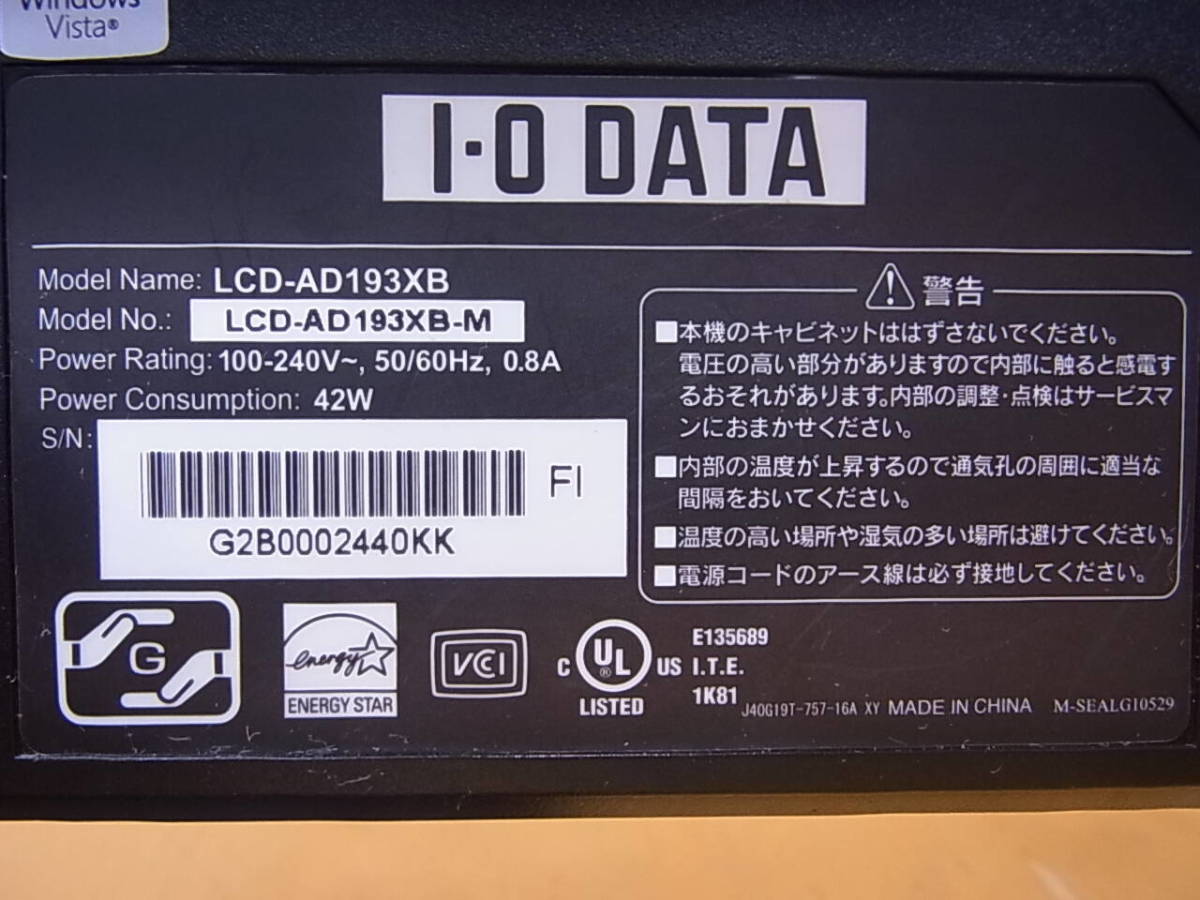 Windows
Vista®
I·O DATA
Model Name: LCD-AD193XB
Model No.: LCD-AD193XB-M
Power Rating: 100-240V~, 50/60Hz, 0.8A
Power Consumption: 42W
S/N:
FI
G2B0002440KK
警告
■本機のキャビネットははずさないでください。
電圧の高い部分がありますので内部に触ると感電す
るおそれがあります。内部の調整・点検はサービスマ
ンにおまかせください。
■内部の温度が上昇するので通気孔の周囲に適当な
間隔をおいてください。
■温度の高い場所や湿気の多い場所は避けてください。
■電源コードのアース線は必ず接地してください。
G
energy
ENERGY STAR
VCCI
C UL® US
LISTED
E135689
I.T.E.
1K81
J40G19T-757-16A XY MADE IN CHINA M-SEALG10529